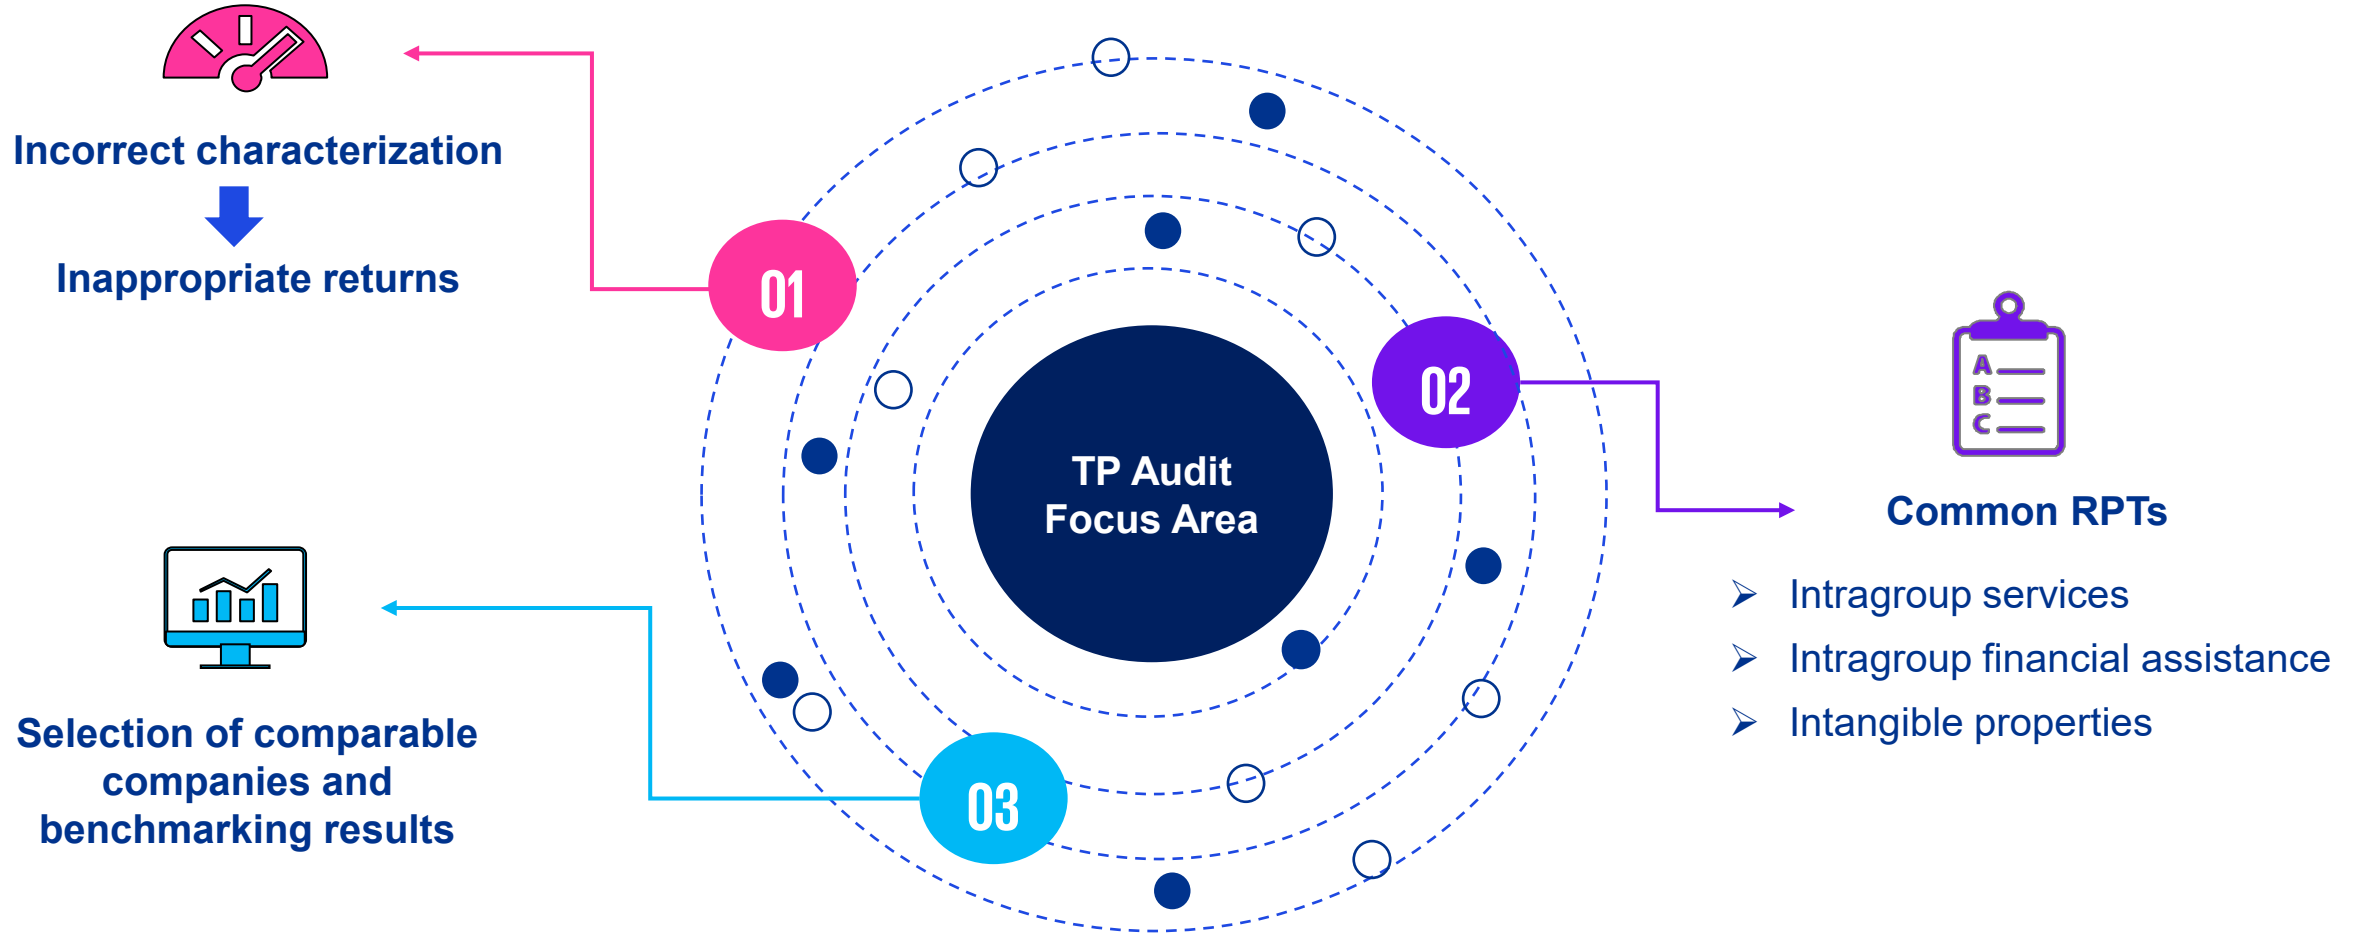 Incorrect characterization
Inappropriate returns
01
TP Audit
Focus Area
02
A
B
C
Common RPTs
Intragroup services
Intragroup financial assistance
Intangible properties
03
Selection of comparable
companies and
benchmarking results